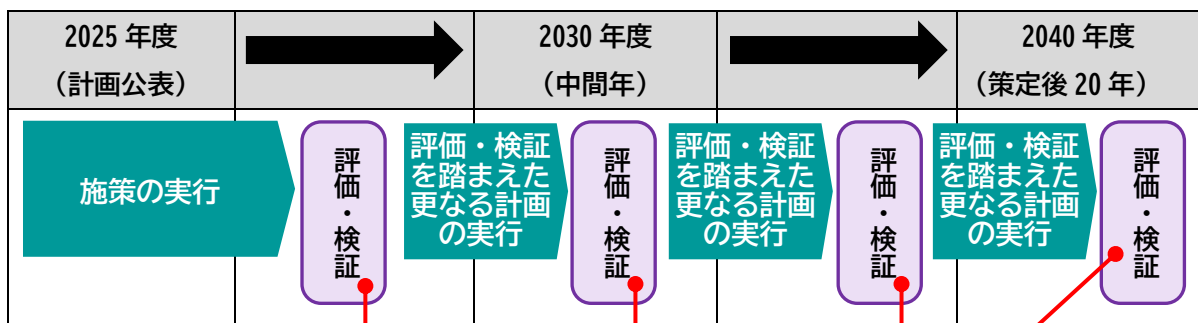 2025 年度
（計画公表）
2030 年度
（中間年）
2040 年度
（策定後 20 年）
施策の実行
評価・検証
評価・検証
を踏まえた
更なる計画
の実行
評価・検証
評価・検証
を踏まえた
更なる計画
の実行
評価・検証
評価・検証
を踏まえた
更なる計画
の実行
評価・検証